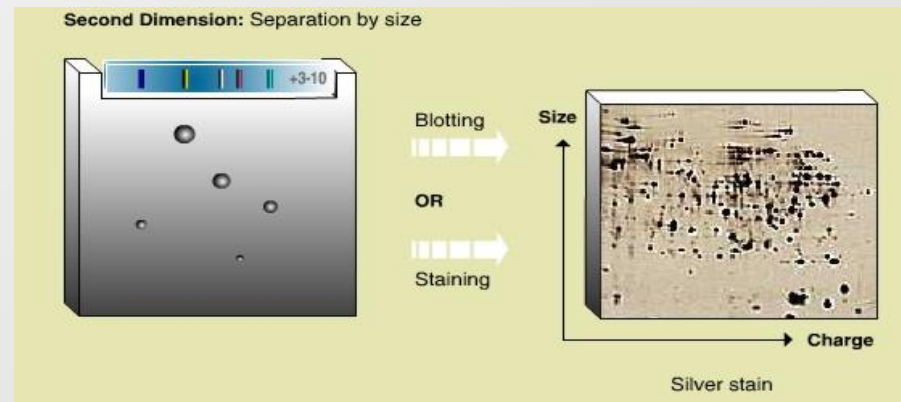 Second Dimension: Separation by size
+3-10
Blotting
OR
Staining
Size
Charge
Silver stain